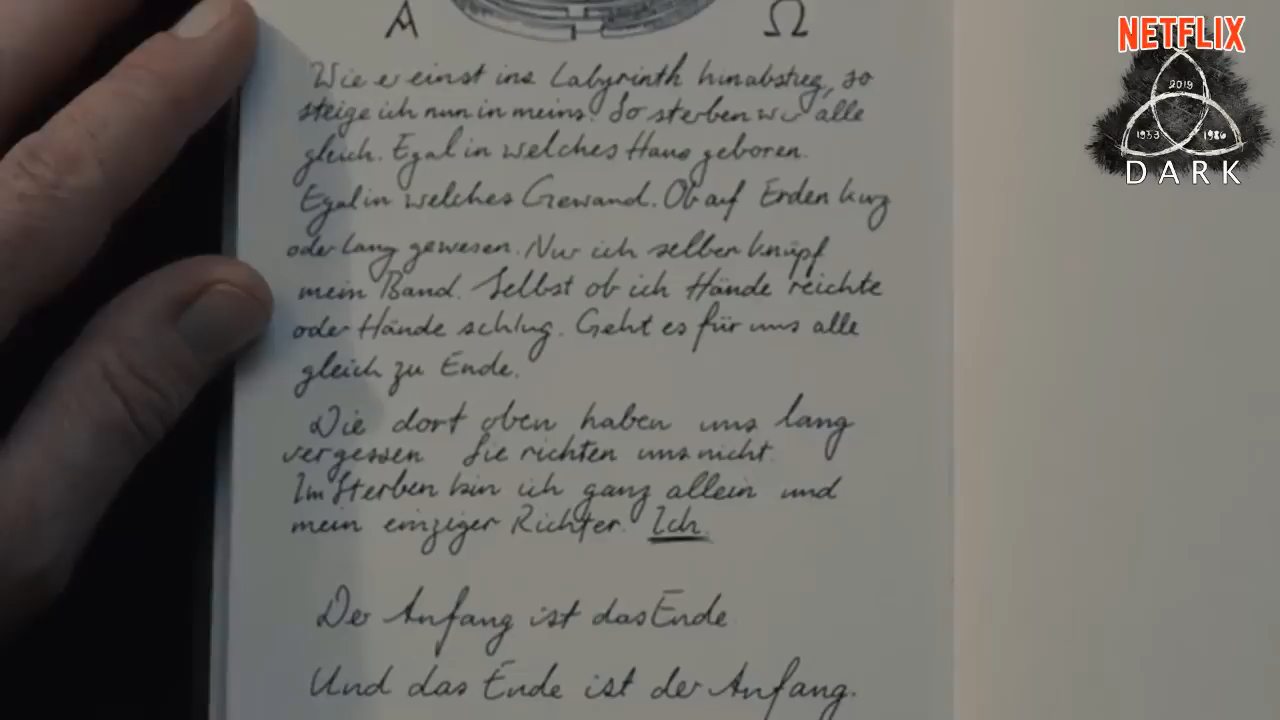 A Ω
Wie er einst ins Labyrinth hinabstieg, so
steige ich nun in meins. So sterben wir alle
gleich. Egal in welches Haus geboren.
Egal in welches Gewand. Ob auf Erden kurz
oder lang gewesen. Nur ich selber knüpf
mein Band. Selbst ob ich Hände reichte
oder Hände schlug. Geht es für uns alle
gleich zu Ende.
Die dort oben haben uns lang
vergessen Sie richten uns nicht.
Im Sterben bin ich ganz allein und
mein einziger Richter. Ich.
Der Anfang ist das Ende
Und das Ende ist der Anfang.
NETFLIX
2019
1953 1986
DARK